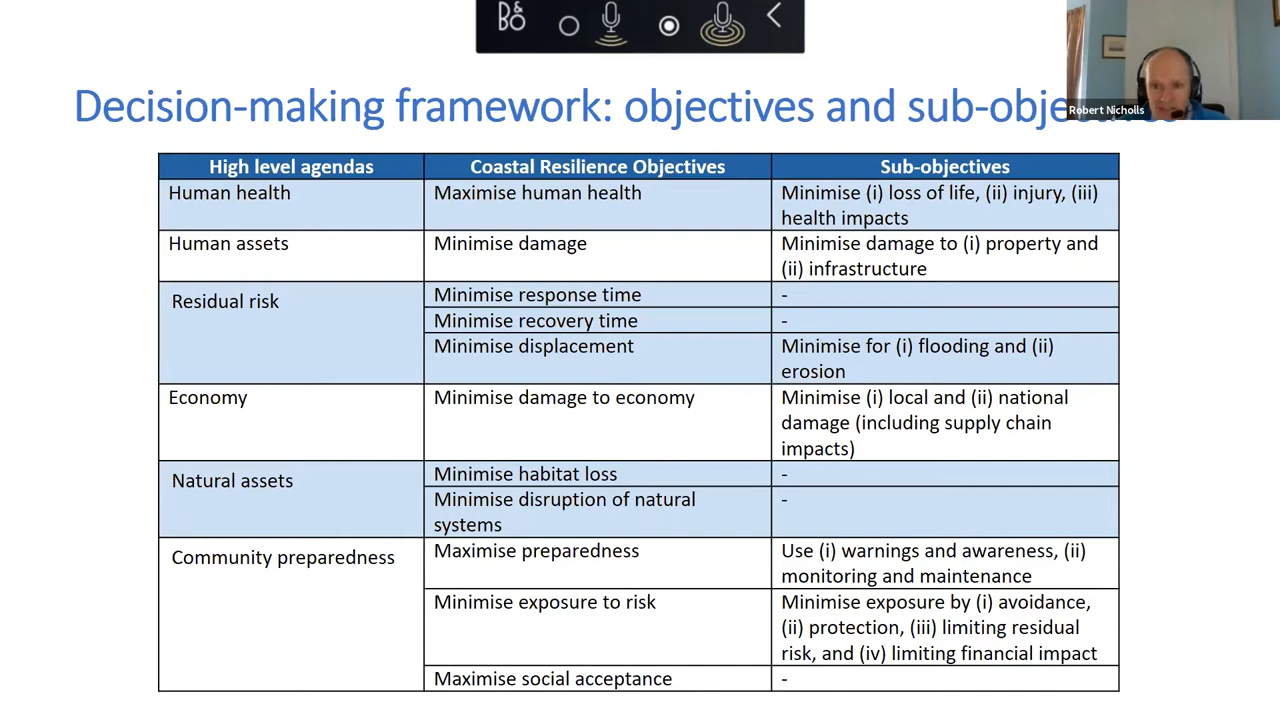 B&O
Decision-making framework: objectives and sub-obje
Robert Nicholls
High level agendas Coastal Resilience Objectives Sub-objectives
Human health Maximise human health Minimise (i) loss of life, (ii) injury, (iii)
health impacts
Human assets Minimise damage Minimise damage to (i) property and
(ii) infrastructure
Residual risk Minimise response time -
Minimise recovery time -
Minimise displacement Minimise for (i) flooding and (ii)
erosion
Economy Minimise damage to economy Minimise (i) local and (ii) national
damage (including supply chain
impacts)
Natural assets Minimise habitat loss -
Minimise disruption of natural -
systems
Community preparedness Maximise preparedness Use (i) warnings and awareness, (ii)
monitoring and maintenance
Minimise exposure to risk Minimise exposure by (i) avoidance,
(ii) protection, (iii) limiting residual
risk, and (iv) limiting financial impact
Maximise social acceptance -